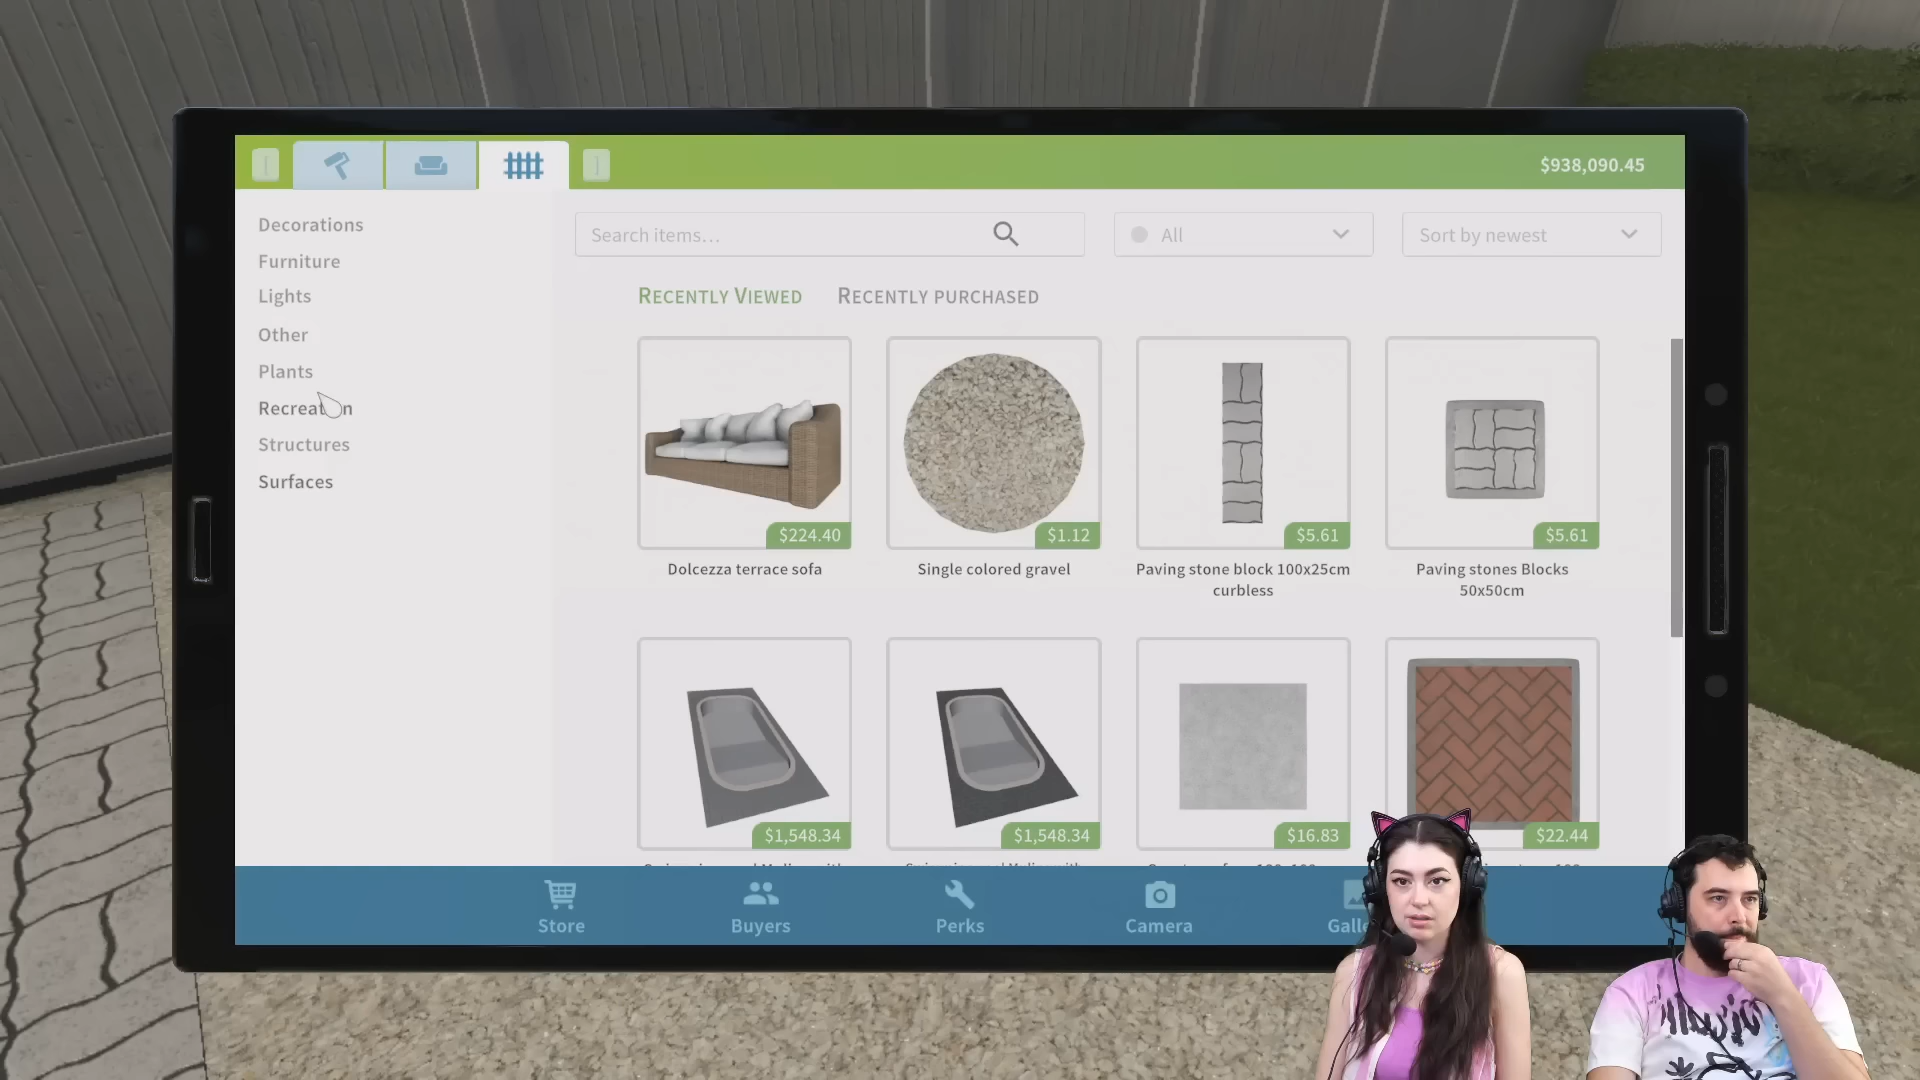 $938,090.45
Decorations
Furniture
Lights
Other
Plants
Recreation
Structures
Surfaces
Search items...
All
Sort by newest
RECENTLY VIEWED
RECENTLY PURCHASED
$224.40
Dolcezza terrace sofa
$1.12
Single colored gravel
$5.61
Paving stone block 100x25cm
curbless
$5.61
Paving stones Blocks
50x50cm
$1,548.34
$1,548.34
$16.83
$22.44
Store
Buyers
Perks
Camera